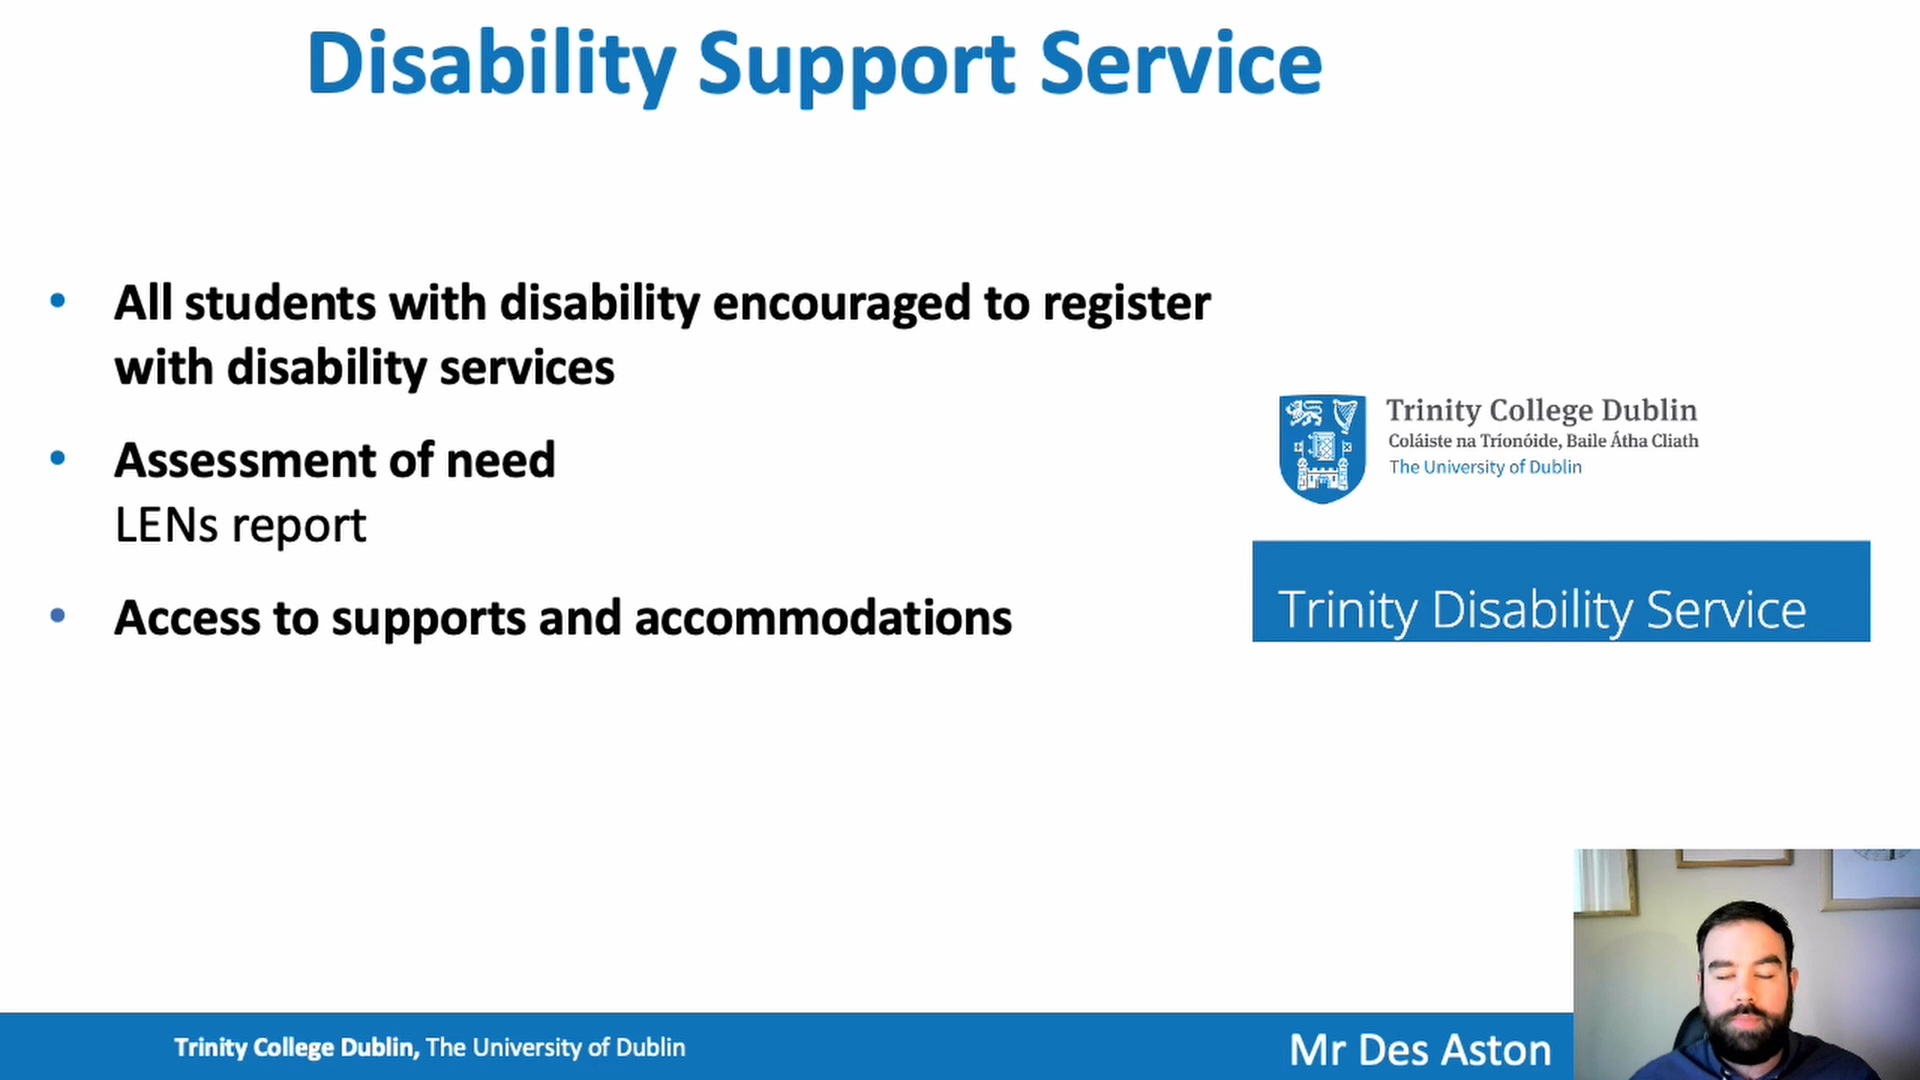 Disability Support Service
• All students with disability encouraged to register
with disability services
• Assessment of need
LENs report
• Access to supports and accommodations
Trinity College Dublin
Coláiste na Tríonóide, Baile Átha Cliath
The University of Dublin
Trinity Disability Service
Trinity College Dublin, The University of Dublin
Mr Des Aston